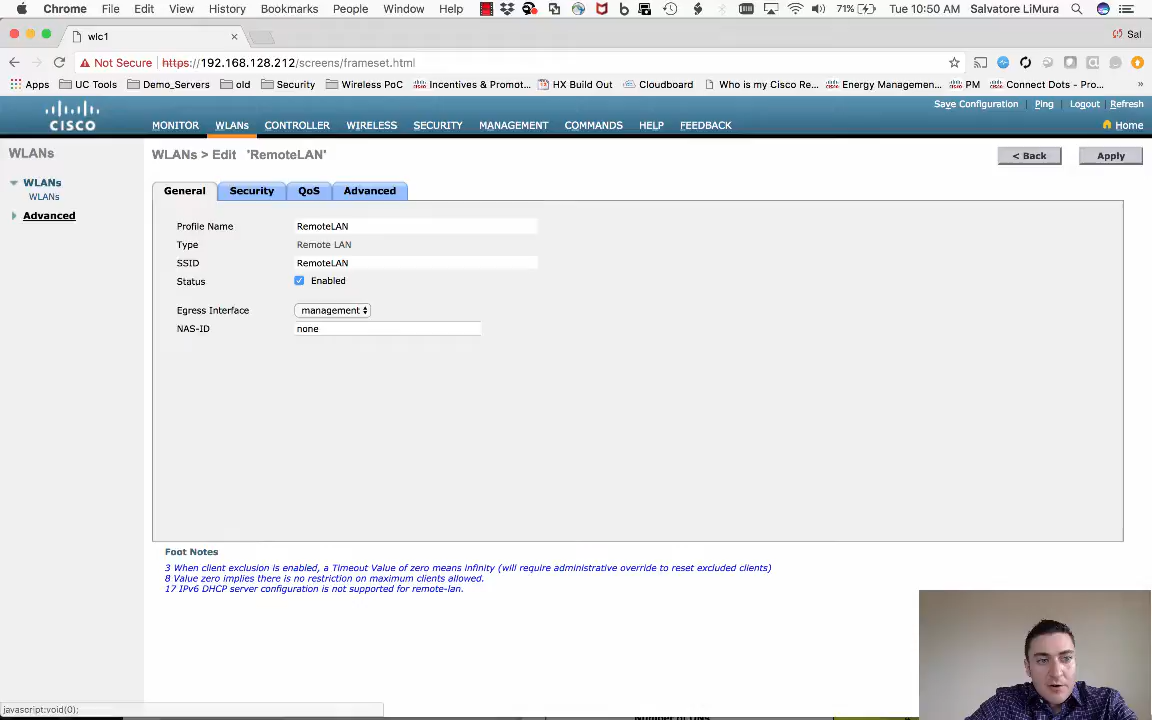 Chrome File Edit View History Bookmarks People Window Help 71% Tue 10:50 AM Salvatore LiMura
wlc1 Sal
Not Secure https://192.168.128.212/screens/frameset.html
Apps UC Tools Demo_Servers old Security Wireless PoC Incentives & Promot... HX Build Out Cloudboard Who is my Cisco Re... Energy Managemen... PM Connect Dots - Pro... »
Save Configuration Ping Logout Refresh
CISCO MONITOR WLANs CONTROLLER WIRELESS SECURITY MANAGEMENT COMMANDS HELP FEEDBACK Home
WLANs
WLANs
WLANs
Advanced
WLANs > Edit 'RemoteLAN' < Back Apply
General Security QoS Advanced
Profile Name RemoteLAN
Type Remote LAN
SSID RemoteLAN
Status Enabled
Egress Interface management
NAS-ID none
Foot Notes
3 When client exclusion is enabled, a Timeout Value of zero means infinity (will require administrative override to reset excluded clients)
8 Value zero implies there is no restriction on maximum clients allowed.
17 IPv6 DHCP server configuration is not supported for remote-lan.
javascript:void(0);